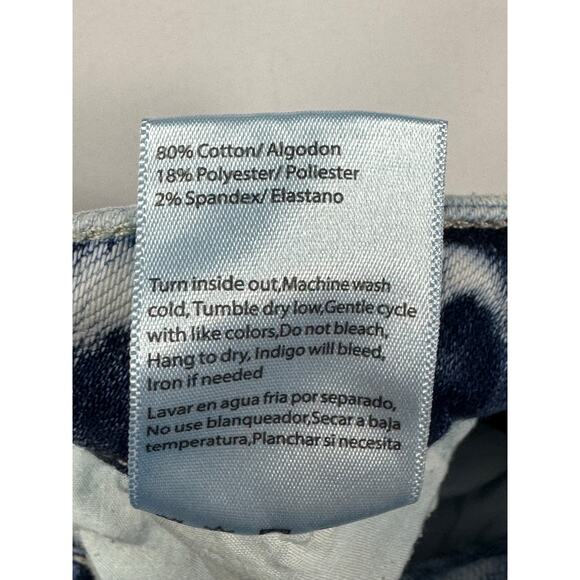 80% Cotton/ Algodon
18% Polyester/ Poliester
2% Spandex/ Elastano
Turn inside out,Machine wash
cold, Tumble dry low,Gentle cycle
with like colors,Do not bleach,
Hang to dry, Indigo will bleed,
Iron if needed
Lavar en agua fria por separado,
No use blanqueador,Secar a baja
temperatura,Planchar si necesita